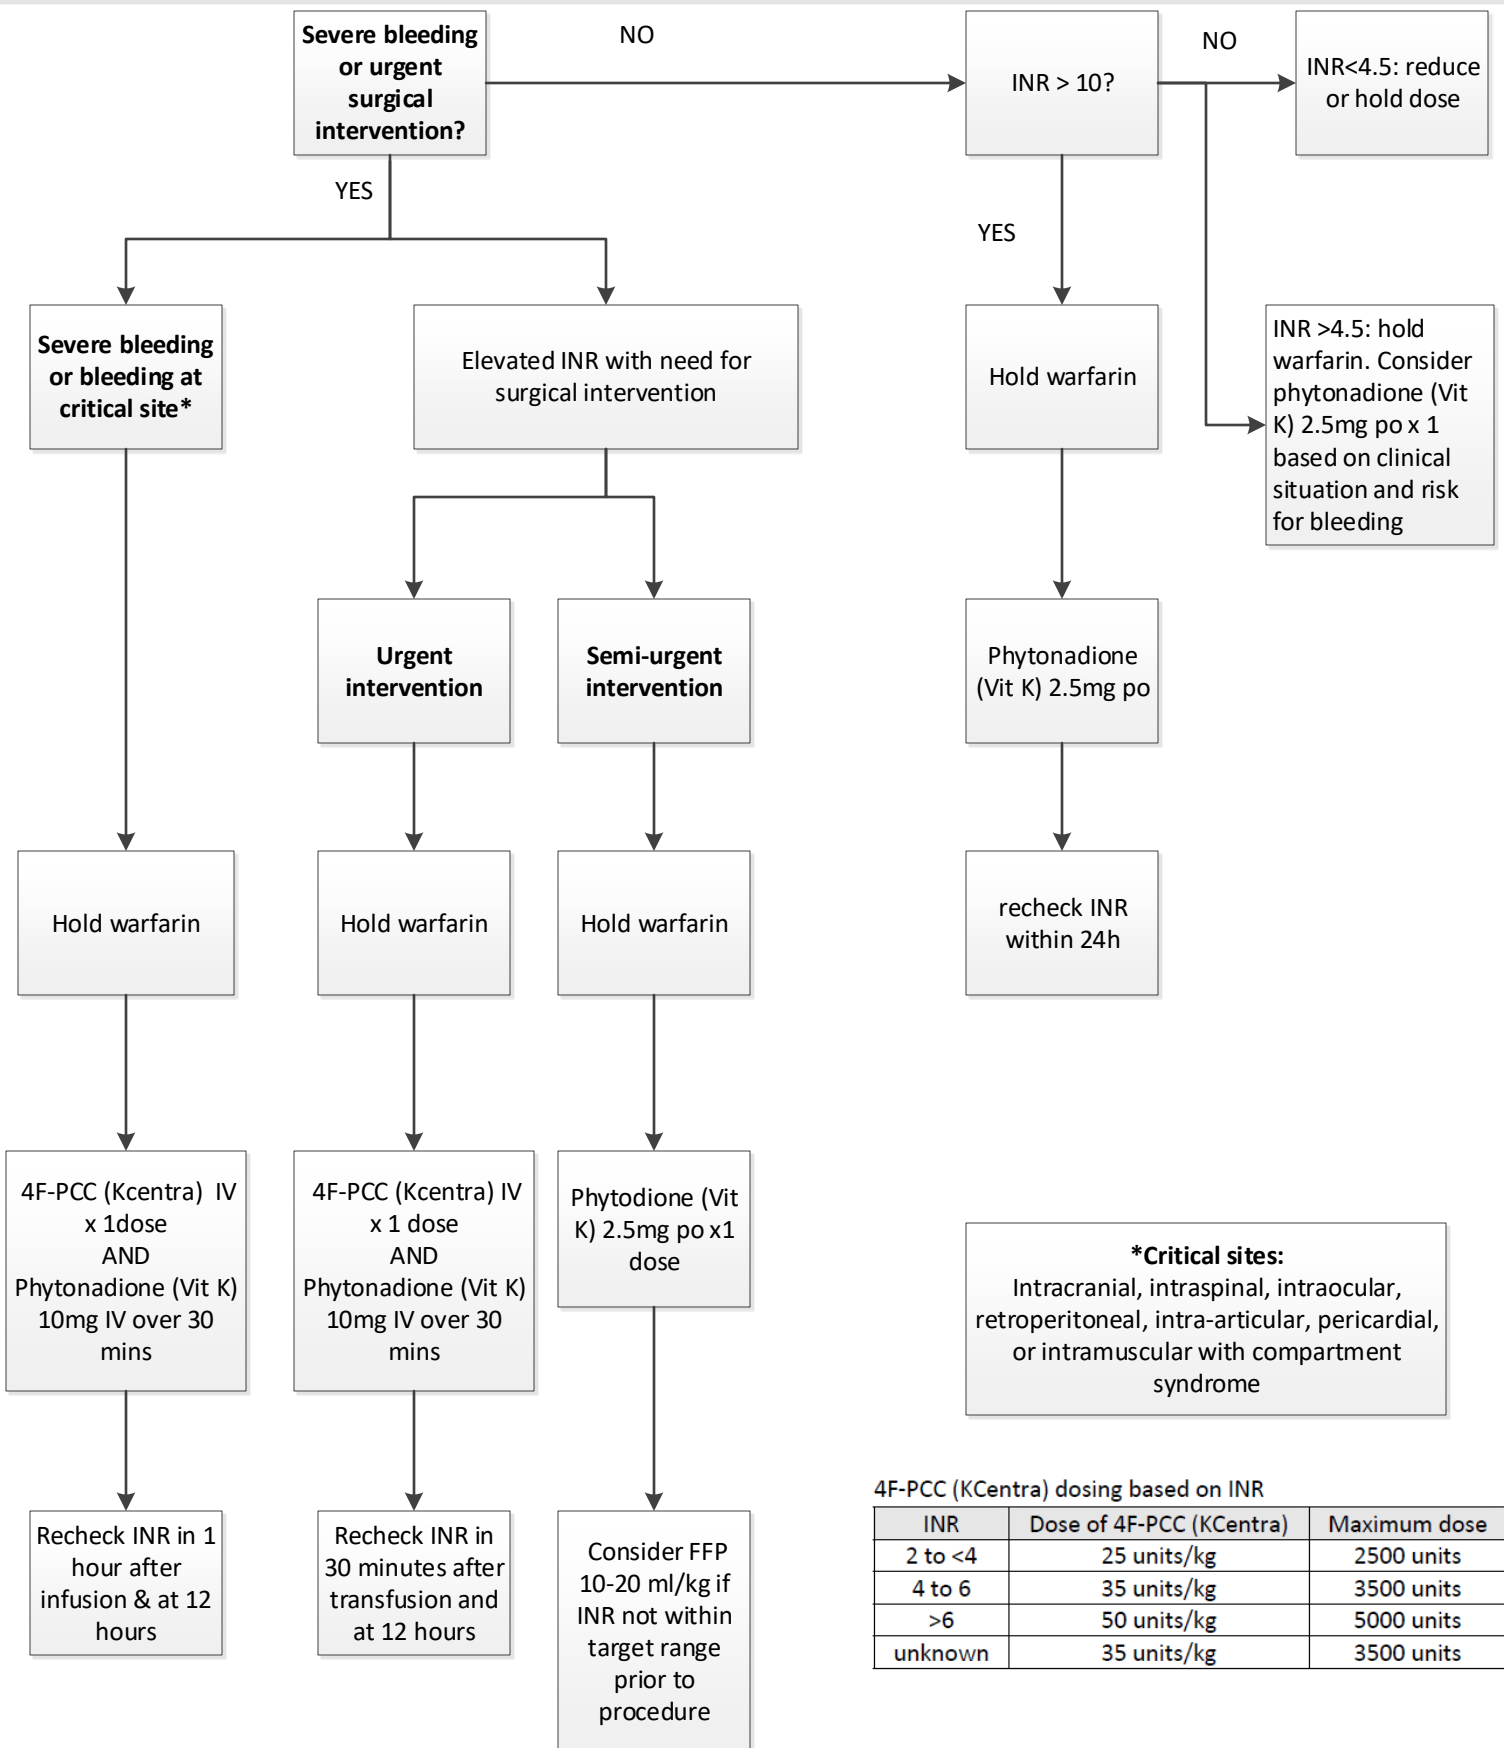 Severe bleeding
or urgent
surgical
intervention?
NO
INR > 10?
NO
INR<4.5: reduce
or hold dose
YES
YES
Severe bleeding
or bleeding at
critical site*
Elevated INR with need for
surgical intervention
Hold warfarin
INR >4.5: hold
warfarin. Consider
phytonadione (Vit
K) 2.5mg po x 1
based on clinical
situation and risk
for bleeding
Urgent
intervention
Semi-urgent
intervention
Phytonadione
(Vit K) 2.5mg po
Hold warfarin
Hold warfarin
Hold warfarin
recheck INR
within 24h
4F-PCC (Kcentra) IV
x 1dose
AND
Phytonadione (Vit K)
10mg IV over 30
mins
4F-PCC (Kcentra) IV
x 1 dose
AND
Phytonadione (Vit K)
10mg IV over 30
mins
Phytodione (Vit
K) 2.5mg po x1
dose
*Critical sites:
Intracranial, intraspinal, intraocular,
retroperitoneal, intra-articular, pericardial,
or intramuscular with compartment
syndrome
Recheck INR in 1
hour after
infusion & at 12
hours
Recheck INR in
30 minutes after
transfusion and
at 12 hours
Consider FFP
10-20 ml/kg if
INR not within
target range
prior to
procedure
4F-PCC (KCentra) dosing based on INR
INR Dose of 4F-PCC (KCentra) Maximum dose
2 to <4 25 units/kg 2500 units
4 to 6 35 units/kg 3500 units
>6 50 units/kg 5000 units
unknown 35 units/kg 3500 units